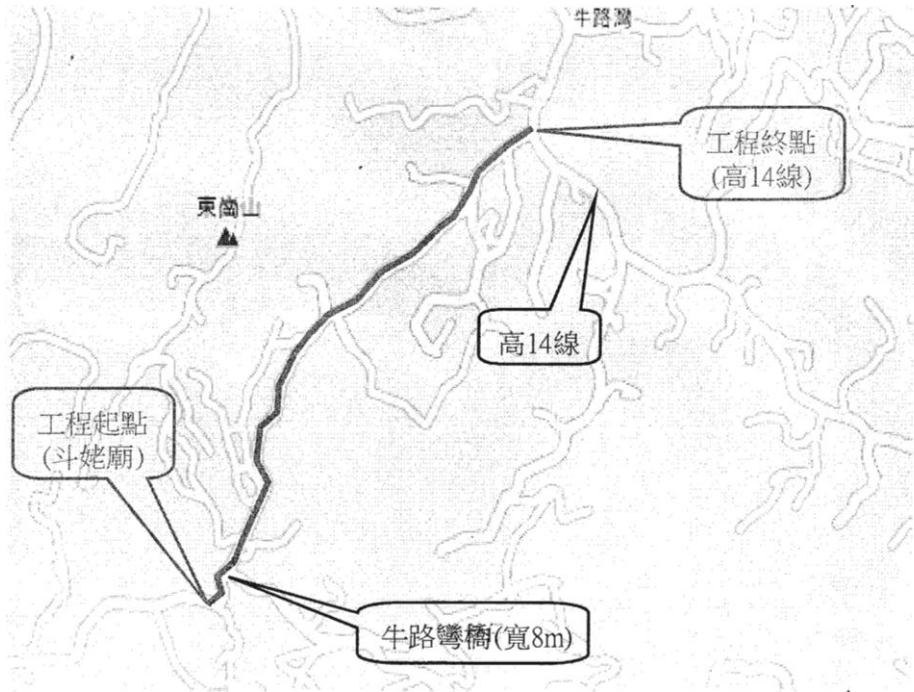 牛路灣
工程終點
(高14線)
東崗山
高14線
工程起點
(斗姥廟)
牛路彎橋(寬8m)